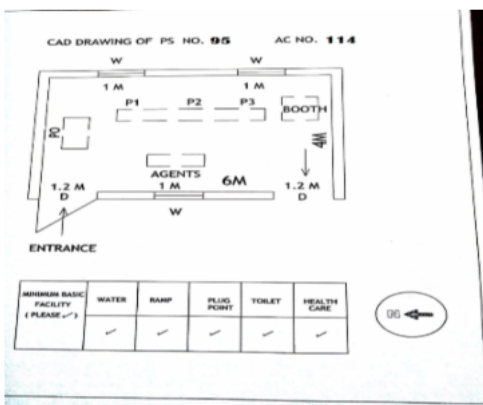 CAD DRAWING OF PS NO. 95 AC NO. 114
W W
1 M 1 M
P1 P2 P3
BOOTH
PO
4M
AGENTS
1.2 M 1 M 6M 1.2 M
D D
W
ENTRANCE
MINIMUM BASIC FACILITY ( PLEASE ✓ ) WATER RAMP PLUG POINT TOILET HEALTH CARE
✓ ✓ ✓ ✓ ✓
N